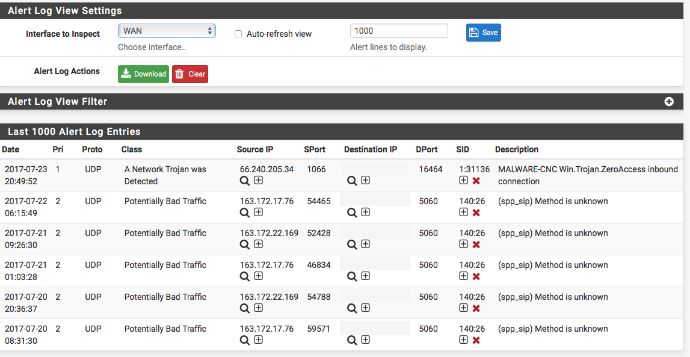 Alert Log View Settings
Interface to Inspect WAN Auto-refresh view 1000 Save
Choose interface.. Alert lines to display.
Alert Log Actions Download Clear
Alert Log View Filter
Last 1000 Alert Log Entries
Date Pri Proto Class Source IP SPort Destination IP DPort SID Description
2017-07-23 1 UDP A Network Trojan was 66.240.205.34 1066 16464 1:31136 MALWARE-CNC Win.Trojan.ZeroAccess inbound
20:49:52 Detected connection
2017-07-22 2 UDP Potentially Bad Traffic 163.172.17.76 54465 5060 140:26 (spp_sip) Method is unknown
06:15:49
2017-07-21 2 UDP Potentially Bad Traffic 163.172.22.169 52428 5060 140:26 (spp_sip) Method is unknown
09:26:30
2017-07-21 2 UDP Potentially Bad Traffic 163.172.17.76 46834 5060 140:26 (spp_sip) Method is unknown
01:03:28
2017-07-20 2 UDP Potentially Bad Traffic 163.172.22.169 54788 5060 140:26 (spp_sip) Method is unknown
20:36:37
2017-07-20 2 UDP Potentially Bad Traffic 163.172.17.76 59571 5060 140:26 (spp_sip) Method is unknown
08:31:30